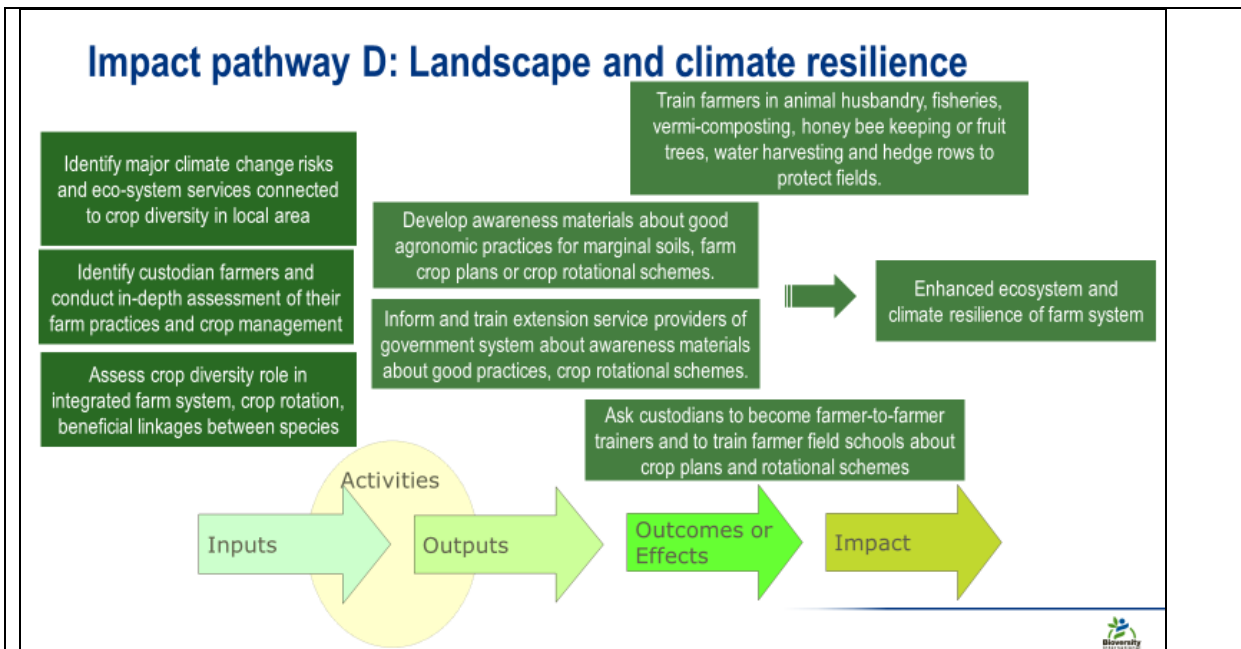 Impact pathway D: Landscape and climate resilience
Train farmers in animal husbandry, fisheries,
vermi-composting, honey bee keeping or fruit
trees, water harvesting and hedge rows to
protect fields.
Identify major climate change risks
and eco-system services connected
to crop diversity in local area
Develop awareness materials about good
agronomic practices for marginal soils, farm
crop plans or crop rotational schemes.
Identify custodian farmers and
conduct in-depth assessment of their
farm practices and crop management
Enhanced ecosystem and
climate resilience of farm system
Inform and train extension service providers of
government system about awareness materials
about good practices, crop rotational schemes.
Assess crop diversity role in
integrated farm system, crop rotation,
beneficial linkages between species
Ask custodians to become farmer-to-farmer
trainers and to train farmer field schools about
crop plans and rotational schemes
Activities
Inputs
Outputs
Outcomes or
Effects
Impact
Bioversity